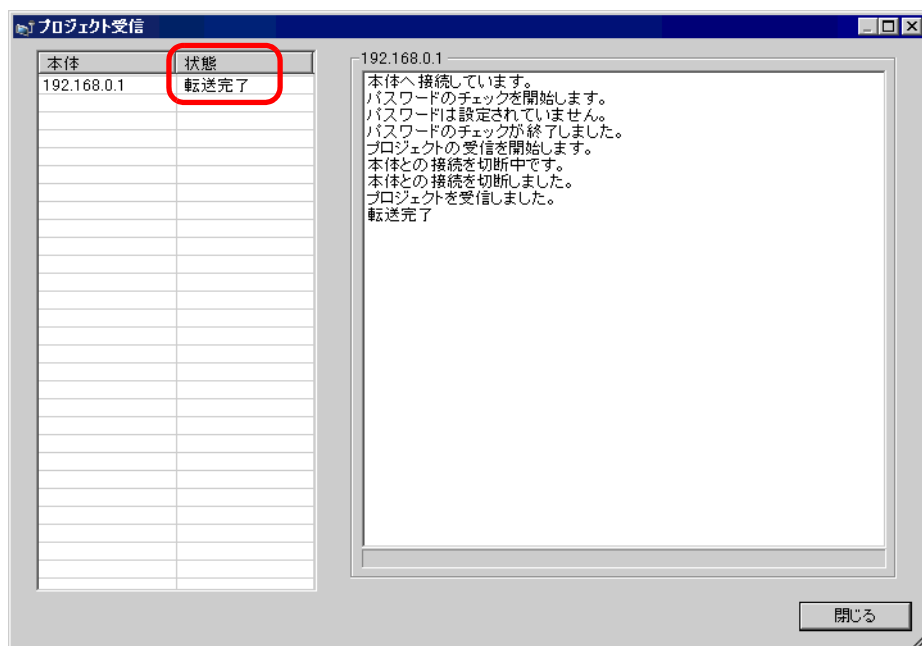 プロジェクト受信
本体 状態
192.168.0.1 転送完了
192.168.0.1
本体へ接続しています。
パスワードのチェックを開始します。
パスワードは設定されていません。
パスワードのチェックが終了しました。
プロジェクトの受信を開始します。
本体との接続を切断中です。
本体との接続を切断しました。
プロジェクトを受信しました。
転送完了
閉じる